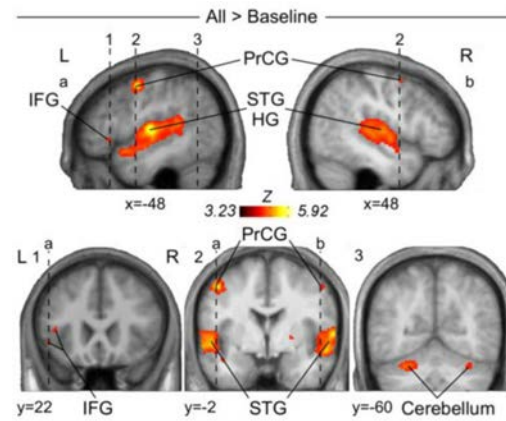 All > Baseline
L 1 2 3 2 R
a PrCG b
IFG STG
HG
x=-48 x=48
Z
3.23 5.92
PrCG
L 1 a R 2 a b 3
y=22 IFG y=-2 STG y=-60 Cerebellum